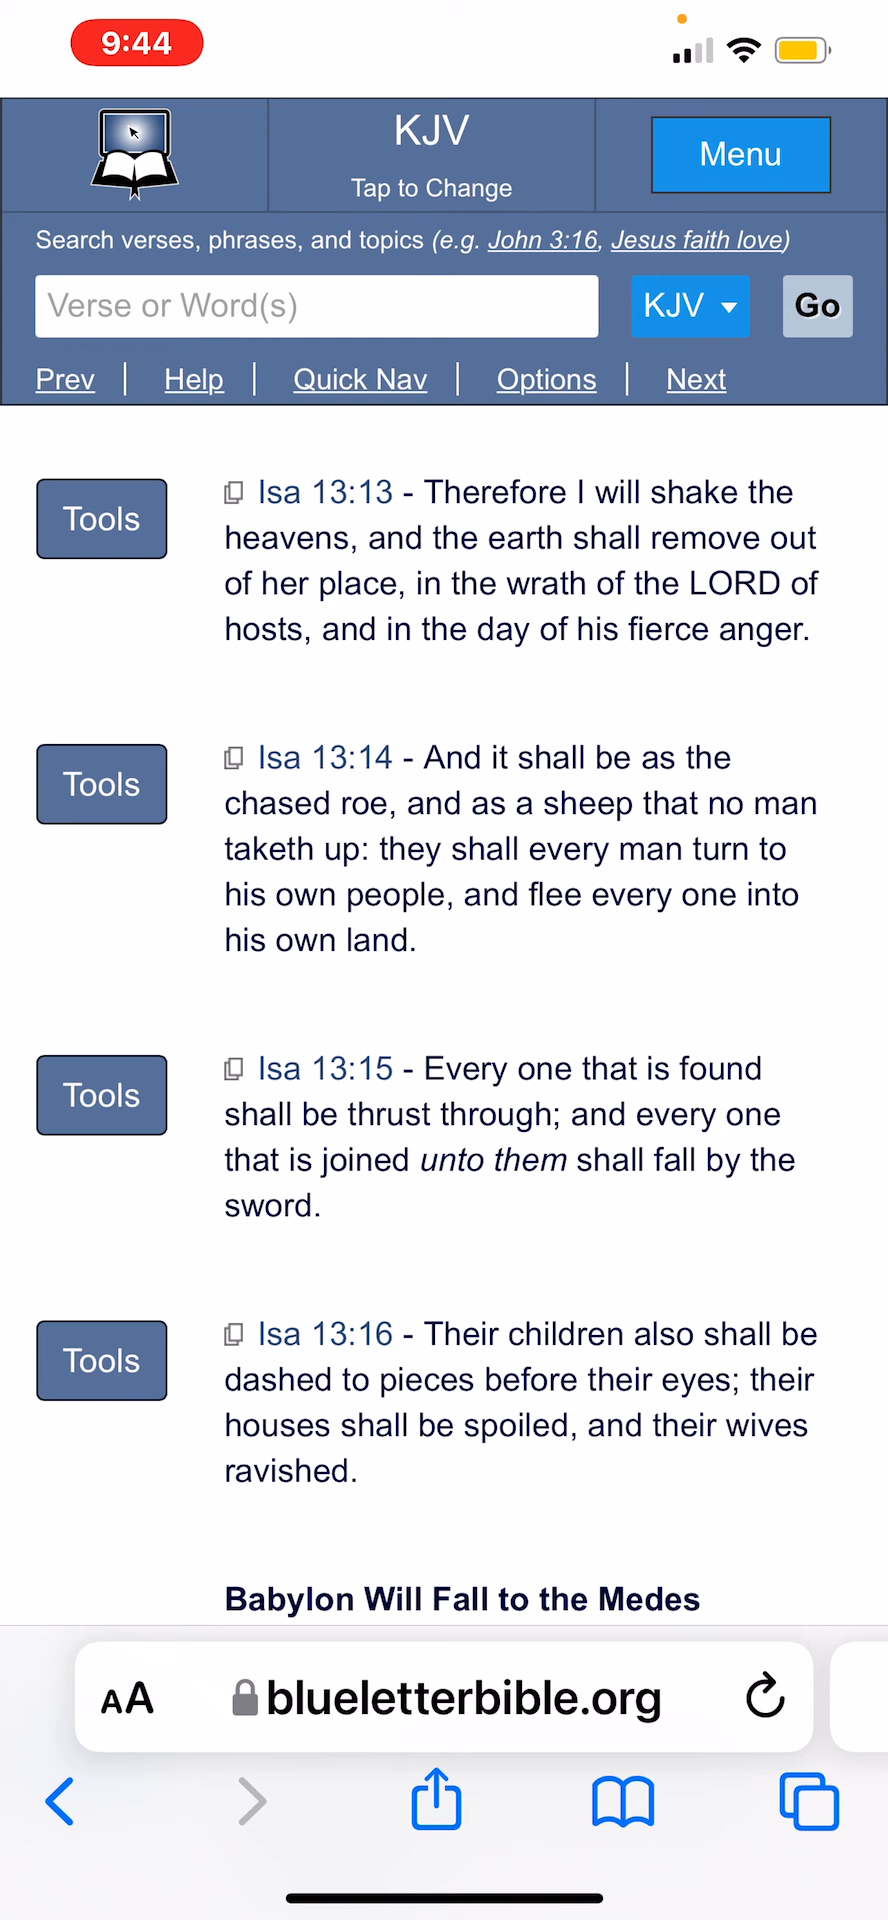 9:44
KJV
Tap to Change
Menu
Search verses, phrases, and topics (e.g. John 3:16, Jesus faith love)
Verse or Word(s)
KJV
Go
Prev | Help | Quick Nav | Options | Next
Tools
Isa 13:13 - Therefore I will shake the
heavens, and the earth shall remove out
of her place, in the wrath of the LORD of
hosts, and in the day of his fierce anger.
Tools
Isa 13:14 - And it shall be as the
chased roe, and as a sheep that no man
taketh up: they shall every man turn to
his own people, and flee every one into
his own land.
Tools
Isa 13:15 - Every one that is found
shall be thrust through; and every one
that is joined unto them shall fall by the
sword.
Tools
Isa 13:16 - Their children also shall be
dashed to pieces before their eyes; their
houses shall be spoiled, and their wives
ravished.
Babylon Will Fall to the Medes
AA
blueletterbible.org